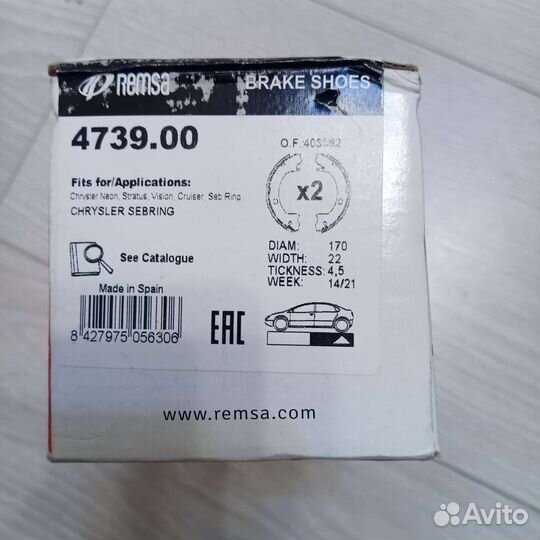 Remsa BRAKE SHOES
4739.00
O.F.:408682
Fits for/Applications:
Chrysler Neon, Stratus, Vision, Cruiser, Seb Ring
CHRYSLER SEBRING
x2
See Catalogue
DIAM: 170
WIDTH: 22
TICKNESS: 4,5
WEEK: 14/21
Made in Spain
8 427975 056306
EAC
www.remsa.com
Avito